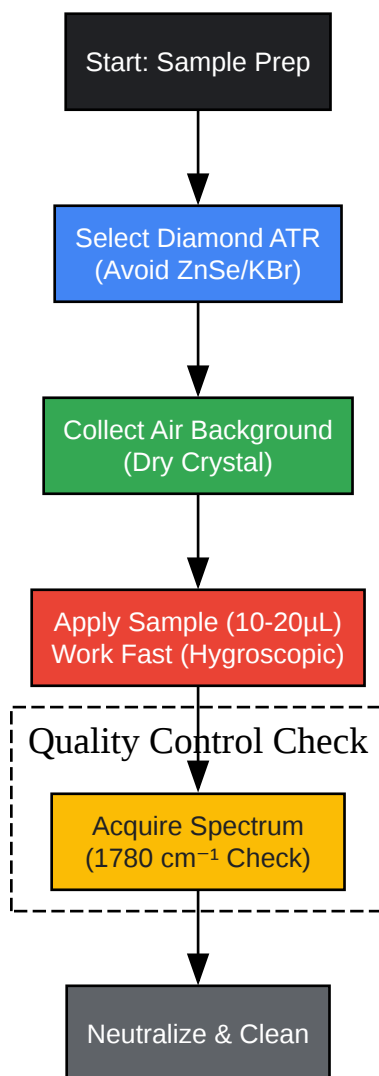 Start: Sample Prep
Select Diamond ATR
(Avoid ZnSe/KBr)
Collect Air Background
(Dry Crystal)
Apply Sample (10-20µL)
Work Fast (Hygroscopic)
Quality Control Check
Acquire Spectrum
(1780 cm⁻¹ Check)
Neutralize & Clean